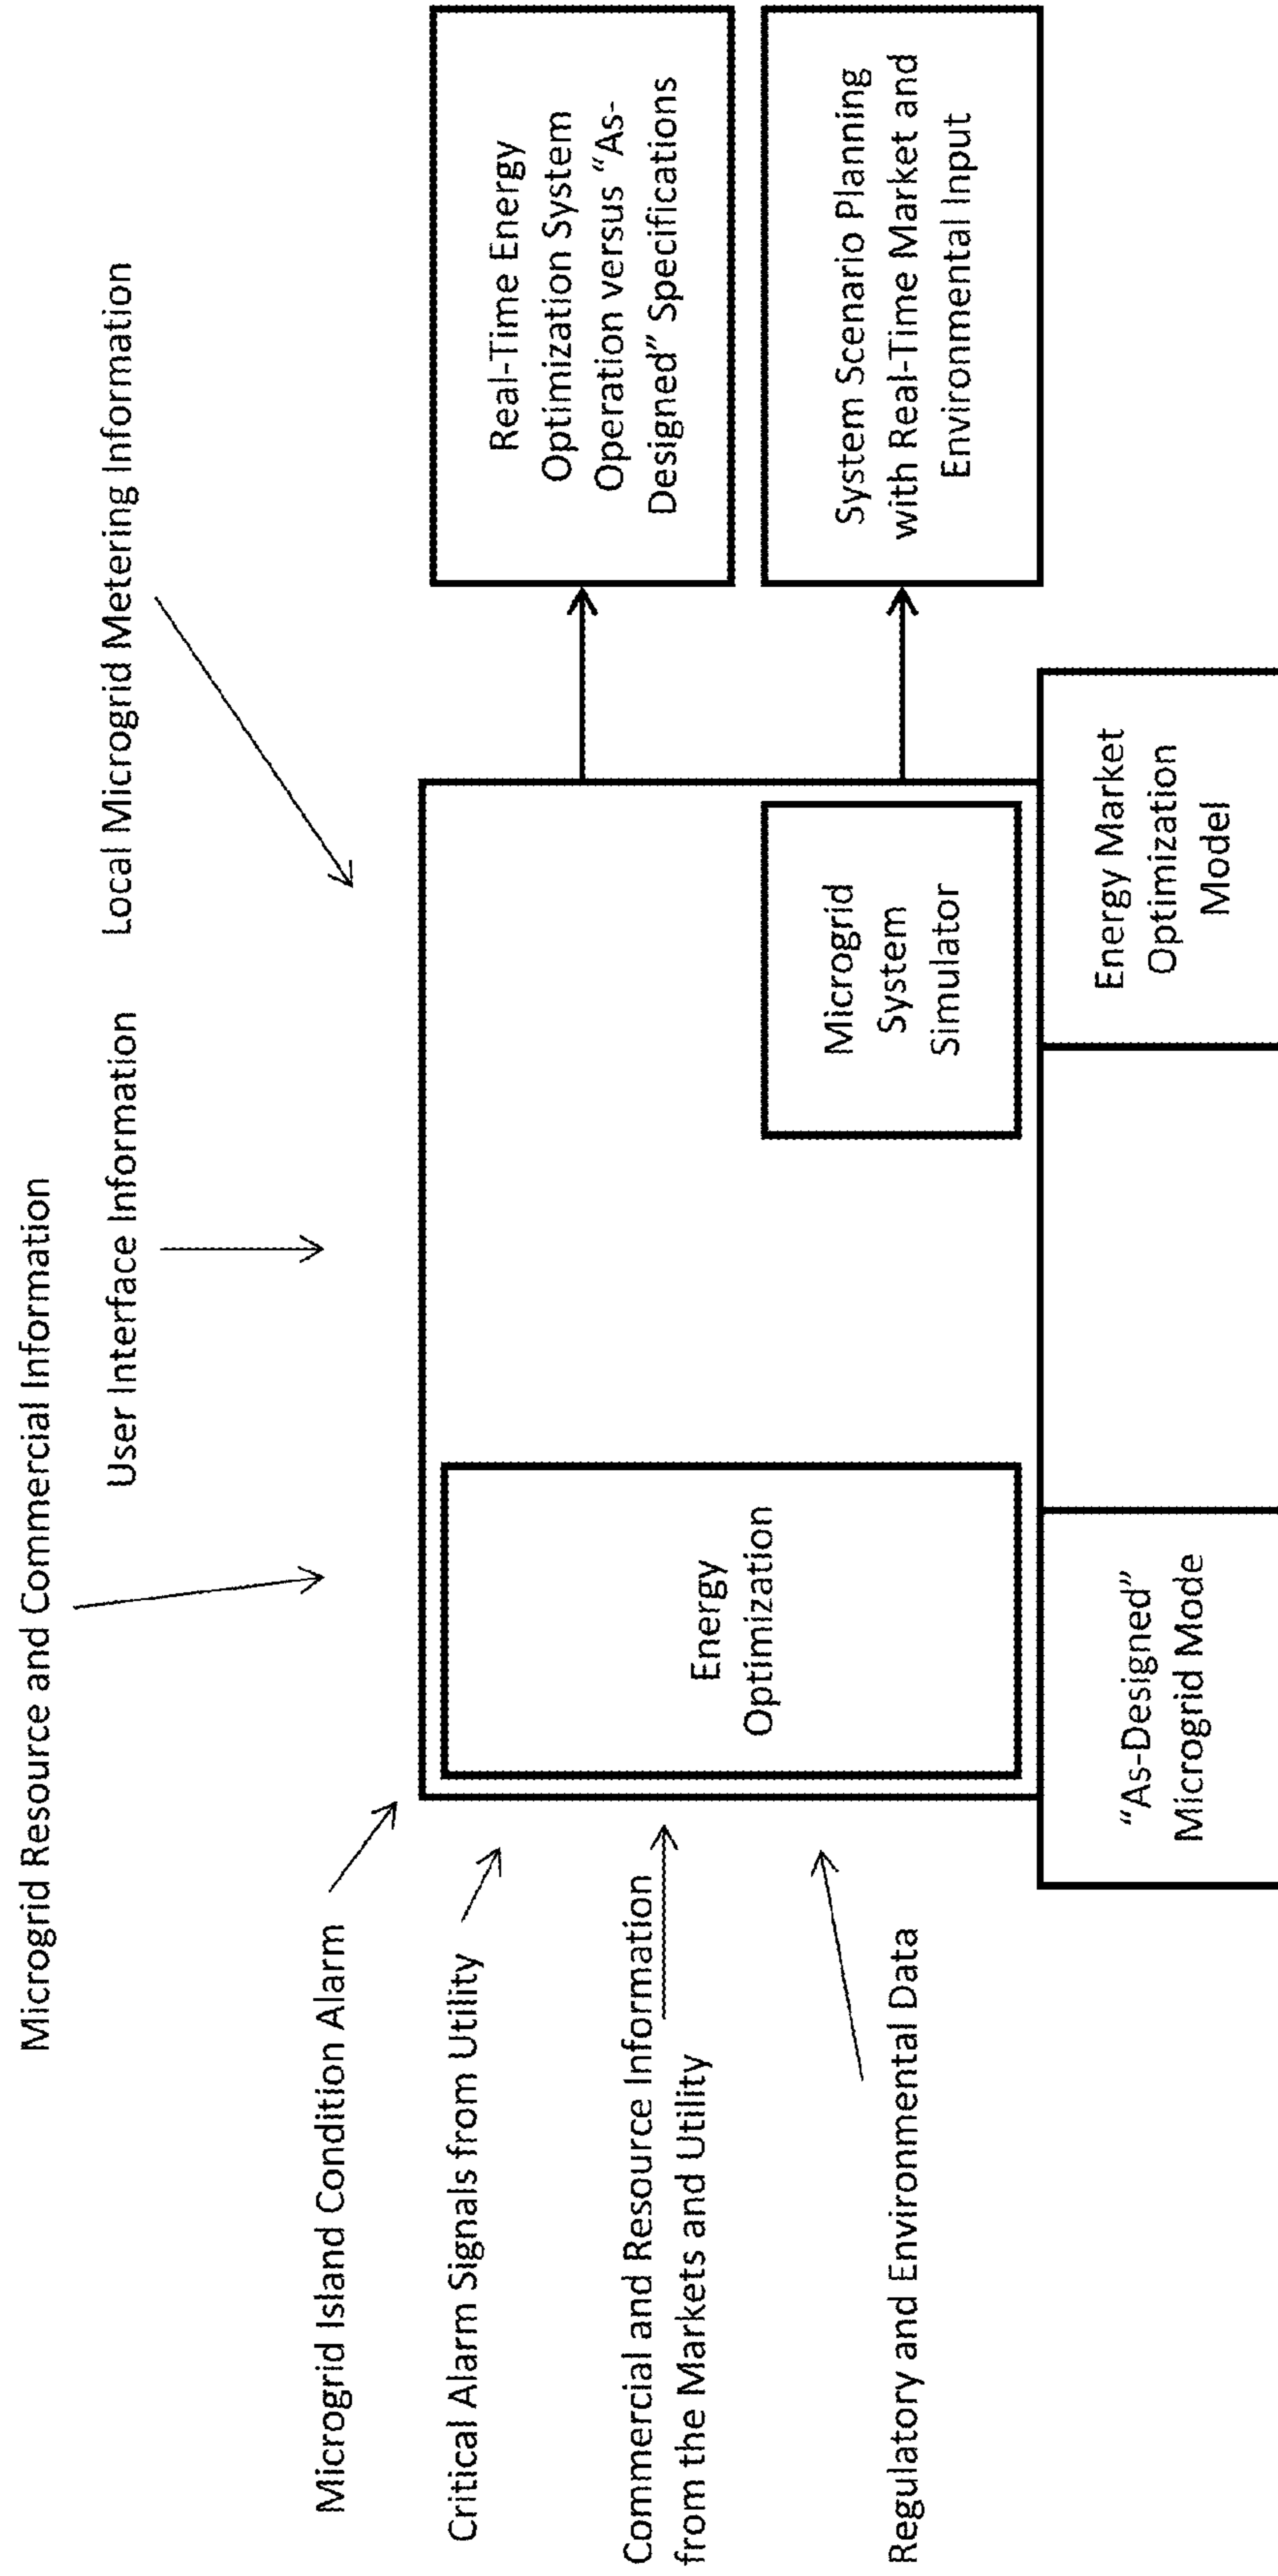 Microgrid Resource and Commercial Information
User Interface Information
Local Microgrid Metering Information
Microgrid Island Condition Alarm
Critical Alarm Signals from Utility
Commercial and Resource Information
from the Markets and Utility
Regulatory and Environmental Data
Energy
Optimization
Microgrid
System
Simulator
Real-Time Energy
Optimization System
Operation versus “As-
Designed” Specifications
System Scenario Planning
with Real-Time Market and
Environmental Input
“As-Designed”
Microgrid Mode
Energy Market
Optimization
Model